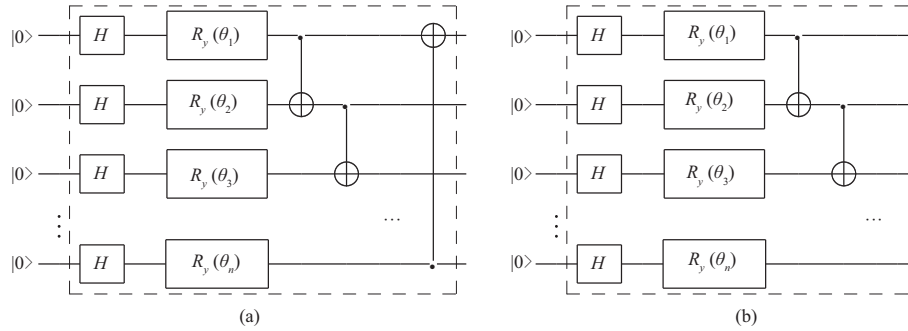 |0> H R_y(θ_1) |0> H R_y(θ_1)
|0> H R_y(θ_2) |0> H R_y(θ_2)
|0> H R_y(θ_3) |0> H R_y(θ_3)
⋮ ... ⋮ ...
|0> H R_y(θ_n) |0> H R_y(θ_n)
(a) (b)